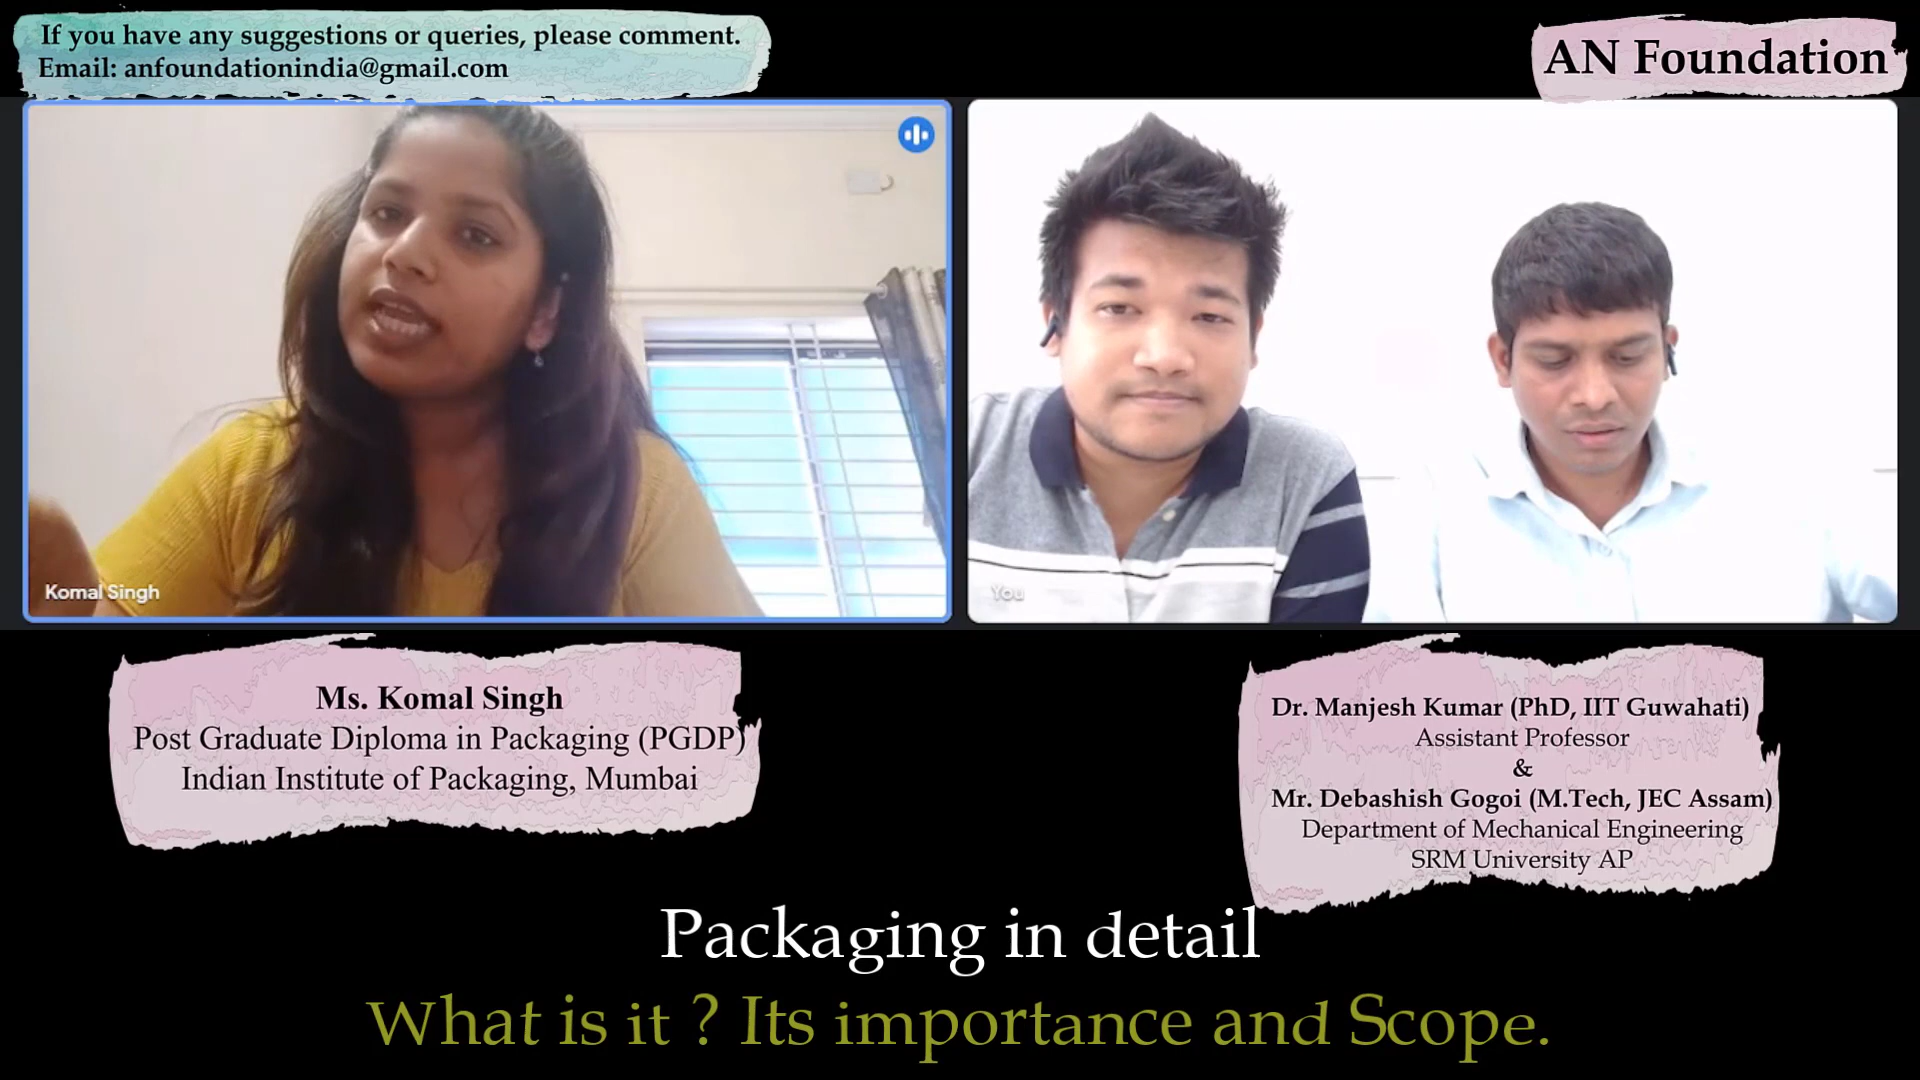 If you have any suggestions or queries, please comment.
Email: anfoundationindia@gmail.com
AN Foundation
Komal Singh
You
Ms. Komal Singh
Post Graduate Diploma in Packaging (PGDP)
Indian Institute of Packaging, Mumbai
Dr. Manjesh Kumar (PhD, IIT Guwahati)
Assistant Professor
&
Mr. Debashish Gogoi (M.Tech, JEC Assam)
Department of Mechanical Engineering
SRM University AP
Packaging in detail
What is it ? Its importance and Scope.